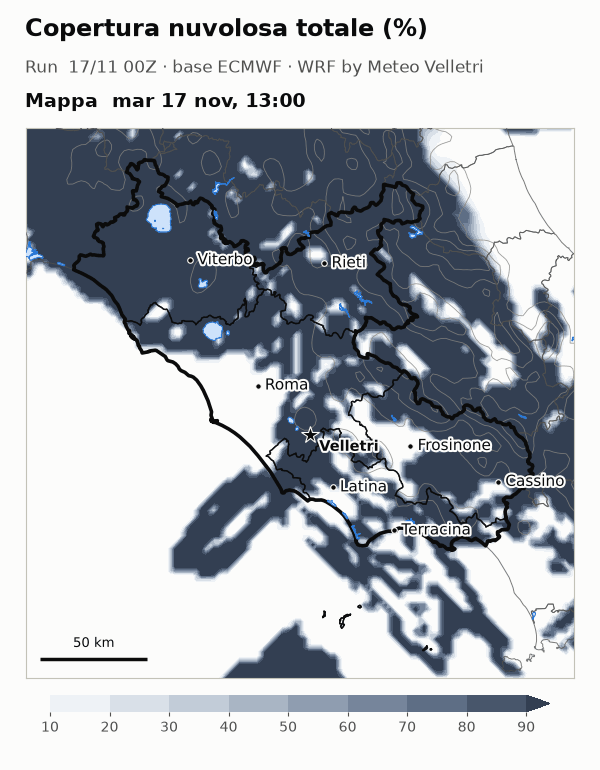 Copertura nuvolosa totale (%)
Run  17/11 00Z · base ECMWF · WRF by Meteo Velletri
Mappa  mar 17 nov, 13:00
Viterbo
Rieti
Roma
Velletri
Frosinone
Cassino
Latina
Terracina
50 km
10 20 30 40 50 60 70 80 90